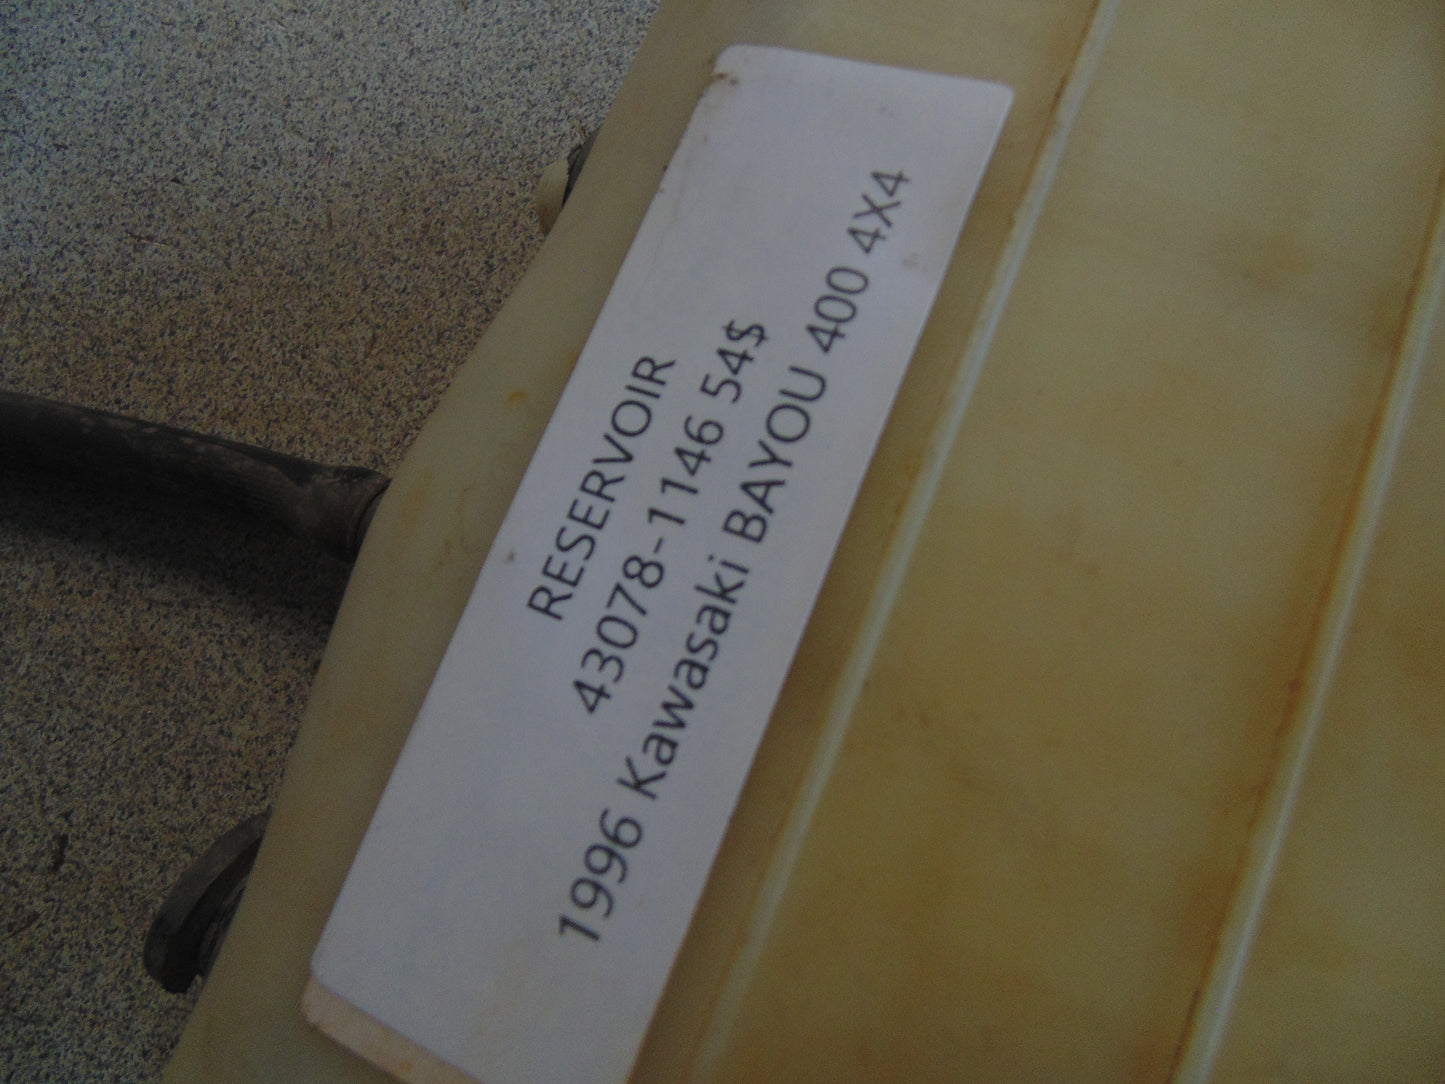 RESERVOIR
43078-1146 54$
1996 Kawasaki BAYOU 400 4X4